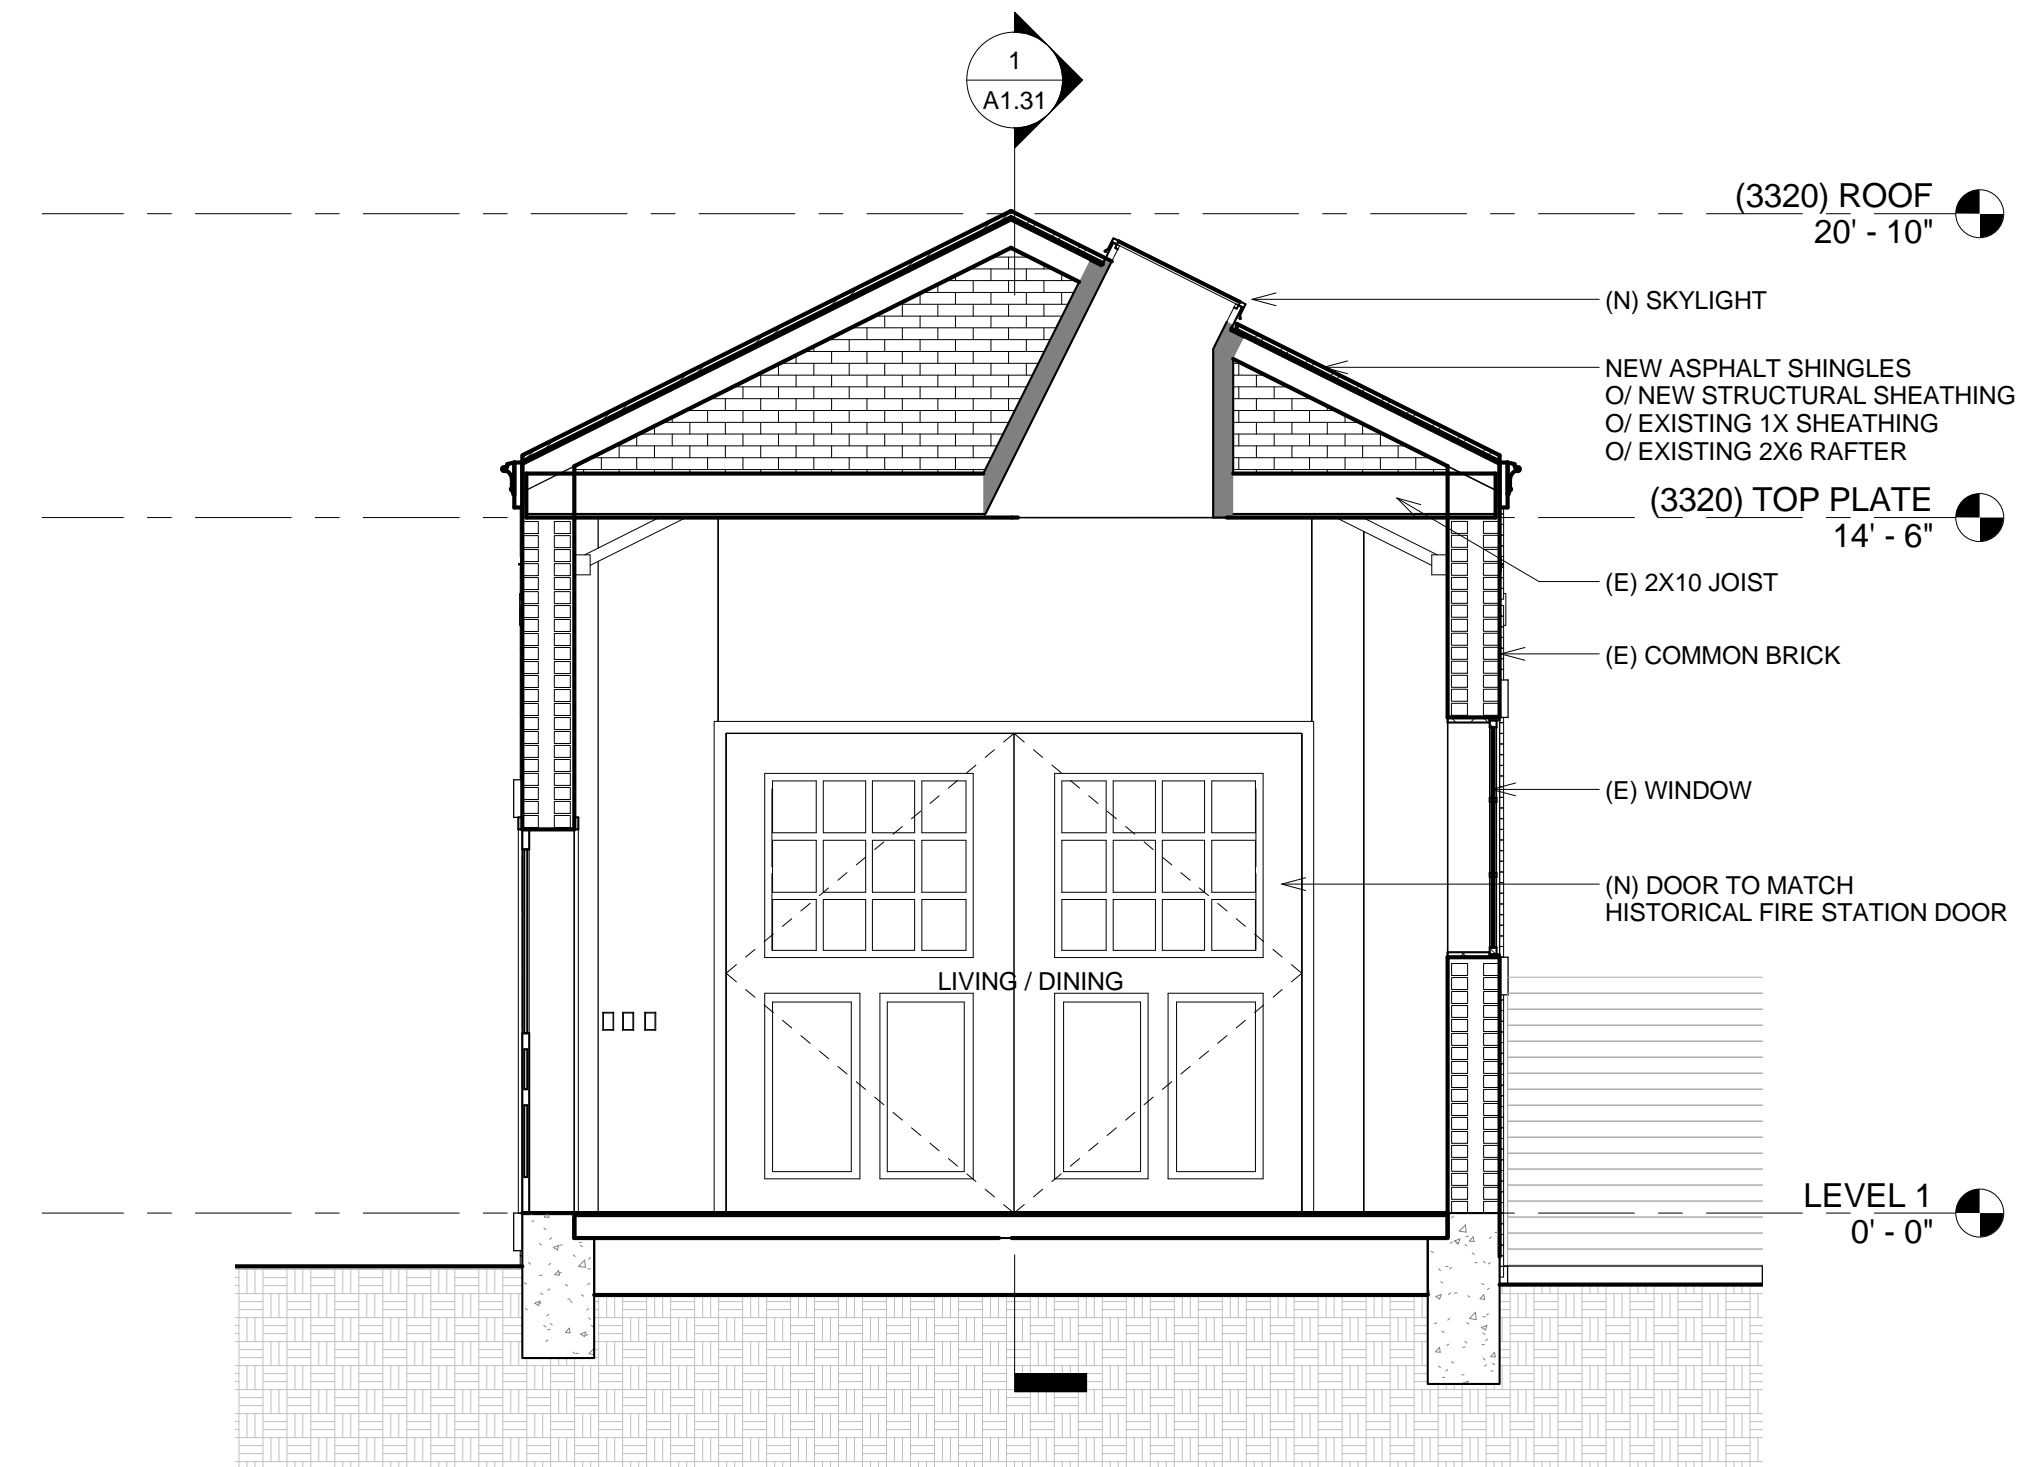 1
A1.31
(3320) ROOF
20' - 10"
(N) SKYLIGHT
NEW ASPHALT SHINGLES
O/ NEW STRUCTURAL SHEATHING
O/ EXISTING 1X SHEATHING
O/ EXISTING 2X6 RAFTER
(3320) TOP PLATE
14' - 6"
(E) 2X10 JOIST
(E) COMMON BRICK
(E) WINDOW
(N) DOOR TO MATCH
HISTORICAL FIRE STATION DOOR
LIVING / DINING
LEVEL 1
0' - 0"